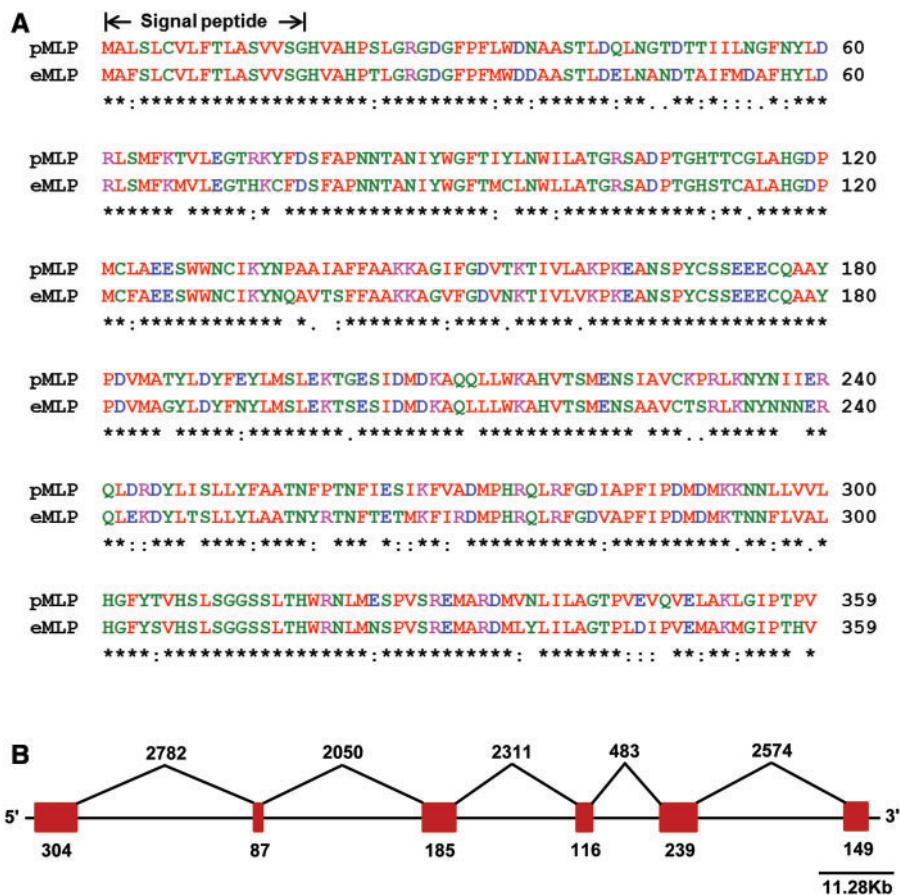 A
Signal peptide
pMLP MALSLCVLFTLASVVSGHVAHPSLGRGDGFPFLWDNAASTLDQLNGTDTTIILNGFNYLD 60
eMLP MAFSLCVLFTLASVVSGHVAHPTLGRGDGFPFMWDDAASTLDELNANDTAIFMDAFHYLD 60
**:*******************:*********:**:******:**..**:*::::.*:***
pMLP RLSMFKTVLEGTRKYFDSFAPNNTANIYWGFTIYLNWILATGRSADPTGHTTCGLAHGDP 120
eMLP RLSMFKMVLEGTHKCFDSFAPNNTANIYWGFTMCLNWLLATGRSADPTGHSTCALAHGDP 120
****** *****:* *****************: ***:************:**.******
pMLP MCLAEESWWNCIKYNPAAIAFFAAKKAGIFGDVTKTIVLAKPKEANSPYCSSEEECQAAY 180
eMLP MCFAEESWWNCIKYNQAVTSFFAAKKAGVFGDVNKTIVLVKPKEANSPYCSSEEECQAAY 180
**:************ *. :********:****.*****.********************
pMLP PDVMATYLDYFEYLMSLEKTGESIDMDKAQQLLWKAHVTSMENSIAVCKPRLKNYNIIER 240
eMLP PDVMAGYLDYFNYLMSLEKTSESIDMDKAQLLLWKAHVTSMENSAAVCTSRLKNYNNNER 240
***** *****:********.********* ************* ***..******  **
pMLP QLDRDYLISLLYFAATNFPTNFIESIKFVADMPHRQLRFGDIAPFIPDMDMKKNNLLVVL 300
eMLP QLEKDYLTSLLYLAATNYRTNFTETMKFIRDMPHRQLRFGDVAPFIPDMDMKTNNFLVAL 300
**::*** ****:****: *** *::**: ***********:**********.**:**.*
pMLP HGFYTVHSLSGGSSLTHWRNLMESPVSREMARDMVNLILAGTPVEVQVELAKLGIPTPV 359
eMLP HGFYSVHSLSGGSSLTHWRNLMNSPVSREMARDMLYLILAGTPLDIPVEMAKMGIPTHV 359
****:*****************:***********: *******::: **:**:**** *
B
2782 2050 2311 483 2574
5' 3'
304 87 185 116 239 149
11.28Kb